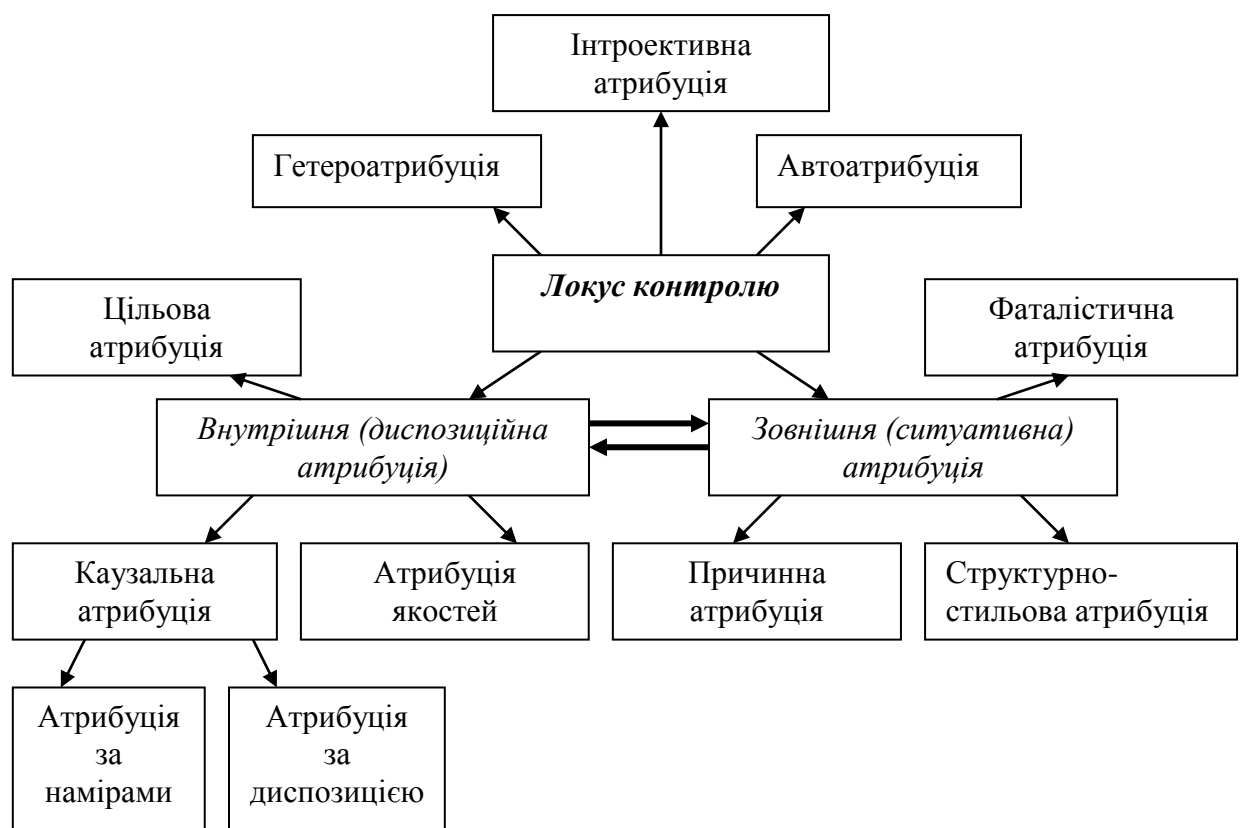 Інтроективна
атрибуція
Гетероатрибуція
Автоатрибуція
Локус контролю
Цільова
атрибуція
Фаталістична
атрибуція
Внутрішня (диспозиційна
атрибуція)
Зовнішня (ситуативна)
атрибуція
Каузальна
атрибуція
Атрибуція
якостей
Причинна
атрибуція
Структурно-
стильова атрибуція
Атрибуція
за
намірами
Атрибуція
за
диспозицією